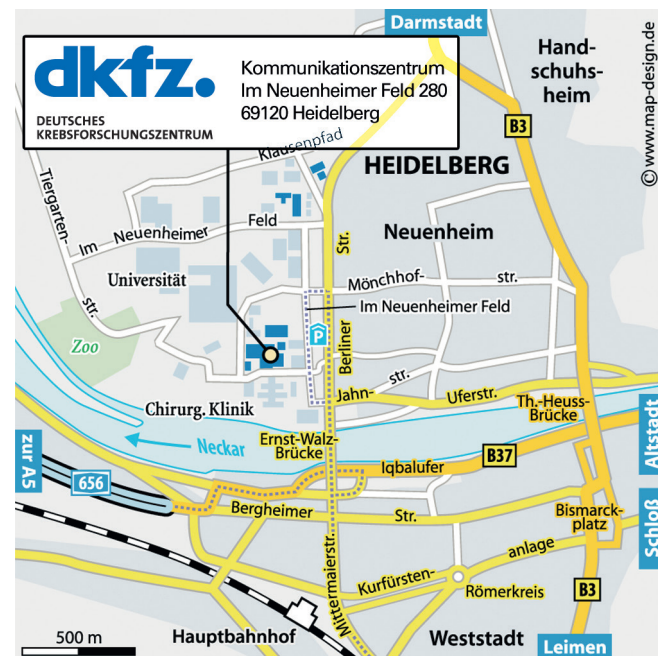 Darmstadt
dkfz.
DEUTSCHES
KREBSFORSCHUNGSZENTRUM
Kommunikationszentrum
Im Neuenheimer Feld 280
69120 Heidelberg
Hand-
schuhs-
heim
© www.map-design.de
B3
Klausenpfad
HEIDELBERG
Tiergarten-
str.
Im Neuenheimer Feld
Neuenheim
Berliner Str.
Universität
Mönchhof- str.
Im Neuenheimer Feld
P
Zoo
Jahn- str.
Uferstr.
Chirurg. Klinik
Th.-Heuss-
Brücke
Altstadt
Neckar
Ernst-Walz-
Brücke
B37
Iqbalufer
zur A5
656
Bergheimer Str.
Bismarck-
platz
Schloß
Mittermaierstr.
anlage
Kurfürsten-
Römerkreis
B3
500 m
Hauptbahnhof
Weststadt
Leimen